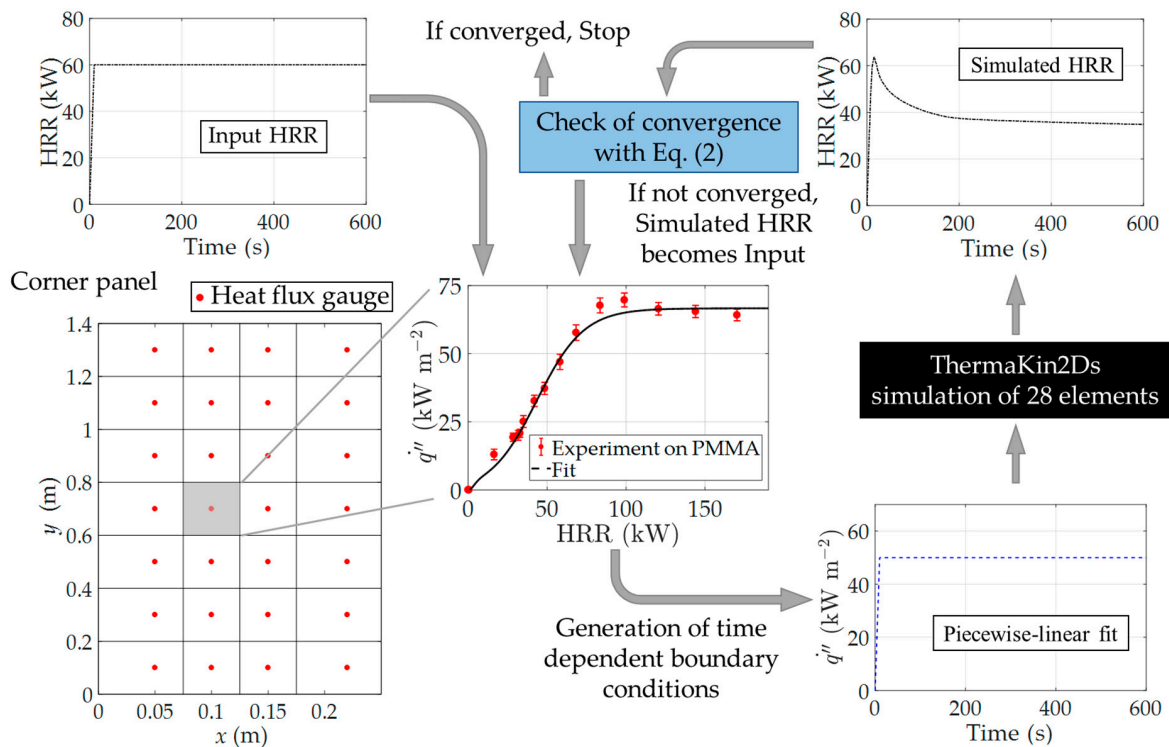 80
60
40
20
0
HRR (kW)
Input HRR
0
200
400
600
Time (s)
If converged, Stop
Check of convergence
with Eq. (2)
If not converged,
Simulated HRR
becomes Input
80
60
40
20
0
HRR (kW)
Simulated HRR
0
200
400
600
Time (s)
Corner panel
Heat flux gauge
1.4
1.2
1
0.8
0.6
0.4
0.2
0
y (m)
0
0.05
0.1
0.15
0.2
x (m)
75
50
25
0
q̇″ (kW m⁻²)
Experiment on PMMA
Fit
0
50
100
150
HRR (kW)
ThermaKin2Ds
simulation of 28 elements
Generation of time
dependent boundary
conditions
60
40
20
0
q̇″ (kW m⁻²)
Piecewise-linear fit
0
200
400
600
Time (s)